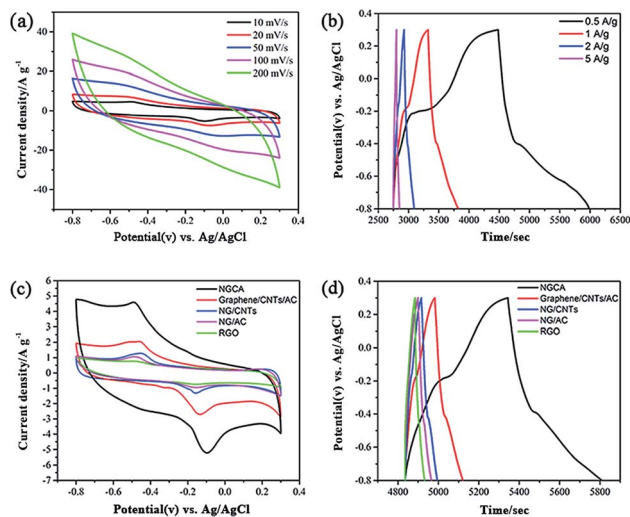 (a)
10 mV/s
20 mV/s
50 mV/s
100 mV/s
200 mV/s
40
20
0
-20
-40
-0.8 -0.6 -0.4 -0.2 0.0 0.2 0.4
Current density/A g⁻¹
Potential(v) vs. Ag/AgCl
(b)
0.5 A/g
1 A/g
2 A/g
5 A/g
0.4
0.2
0.0
-0.2
-0.4
-0.6
-0.8
2500 3000 3500 4000 4500 5000 5500 6000 6500
Potential(v) vs. Ag/AgCl
Time/sec
(c)
NGCA
Graphene/CNTs/AC
NG/CNTs
NG/AC
RGO
6
5
4
3
2
1
0
-1
-2
-3
-4
-5
-6
-7
-0.8 -0.6 -0.4 -0.2 0.0 0.2 0.4
Current density/A g⁻¹
Potential(v) vs. Ag/AgCl
(d)
NGCA
Graphene/CNTs/AC
NG/CNTs
NG/AC
RGO
0.4
0.2
0.0
-0.2
-0.4
-0.6
-0.8
4800 5000 5200 5400 5600 5800
Potential(v) vs. Ag/AgCl
Time/sec